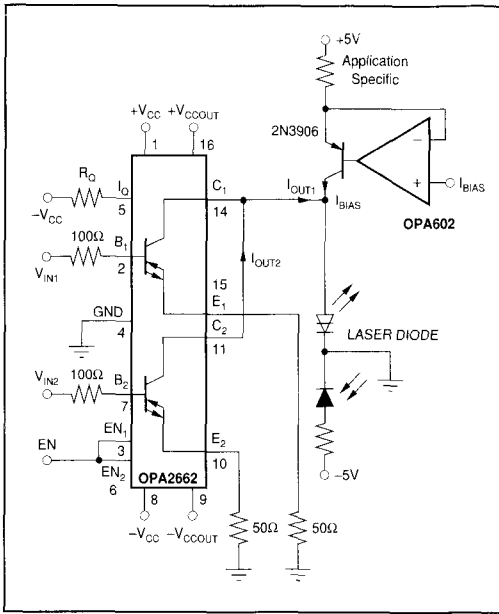 +5V
Application
Specific
2N3906
−
+
I_BIAS
OPA602
+V_CC +V_CCOUT
1 16
R_Q
−V_CC
I_Q
5
C_1
14
I_OUT1
I_BIAS
100Ω
V_IN1
B_1
2
I_OUT2
15
E_1
GND
4
C_2
11
LASER DIODE
V_IN2
100Ω
B_2
7
EN
EN_1
3
EN_2
6
OPA2662
E_2
10
−5V
8 9
−V_CC −V_CCOUT
50Ω 50Ω